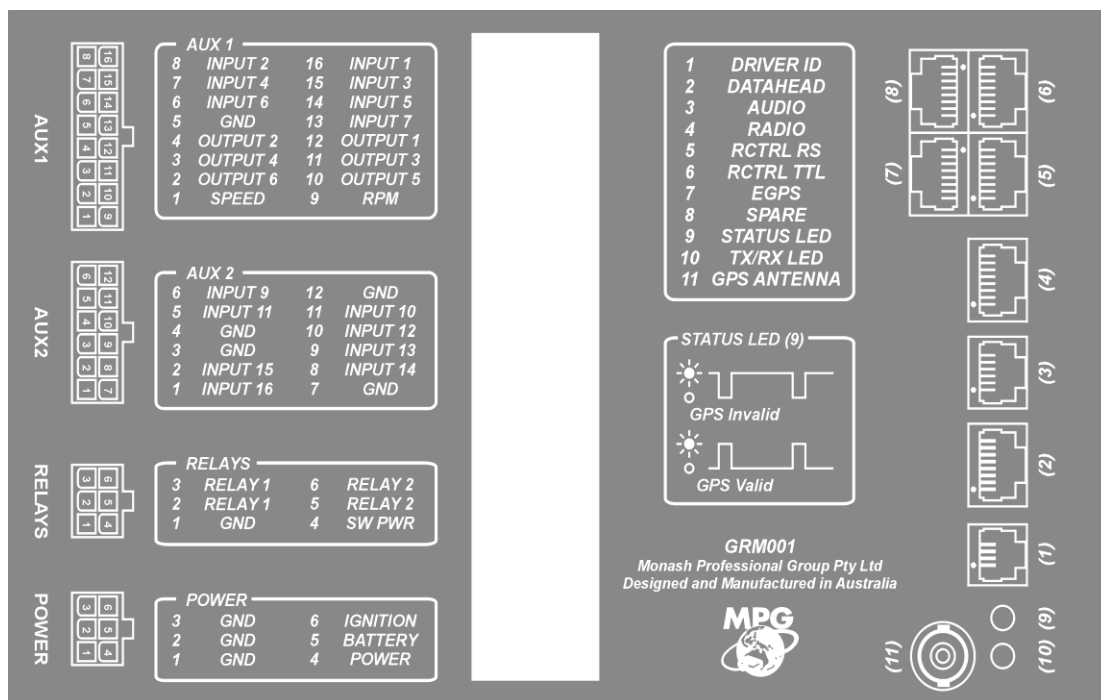 AUX1
8 16
7 15
6 14
5 13
4 12
3 11
2 10
1 9
AUX 1
8 INPUT 2 16 INPUT 1
7 INPUT 4 15 INPUT 3
6 INPUT 6 14 INPUT 5
5 GND 13 INPUT 7
4 OUTPUT 2 12 OUTPUT 1
3 OUTPUT 4 11 OUTPUT 3
2 OUTPUT 6 10 OUTPUT 5
1 SPEED 9 RPM
AUX2
6 12
5 11
4 10
3 9
2 8
1 7
AUX 2
6 INPUT 9 12 GND
5 INPUT 11 11 INPUT 10
4 GND 10 INPUT 12
3 GND 9 INPUT 13
2 INPUT 15 8 INPUT 14
1 INPUT 16 7 GND
RELAYS
3 6
2 5
1 4
RELAYS
3 RELAY 1 6 RELAY 2
2 RELAY 1 5 RELAY 2
1 GND 4 SW PWR
POWER
3 6
2 5
1 4
POWER
3 GND 6 IGNITION
2 GND 5 BATTERY
1 GND 4 POWER
1 DRIVER ID
2 DATAHEAD
3 AUDIO
4 RADIO
5 RCTRL RS
6 RCTRL TTL
7 EGPS
8 SPARE
9 STATUS LED
10 TX/RX LED
11 GPS ANTENNA
STATUS LED (9)
GPS Invalid
GPS Valid
GRM001
Monash Professional Group Pty Ltd
Designed and Manufactured in Australia
MPG
(8)
(6)
(7)
(5)
(4)
(3)
(2)
(1)
(9)
(11)
(10)